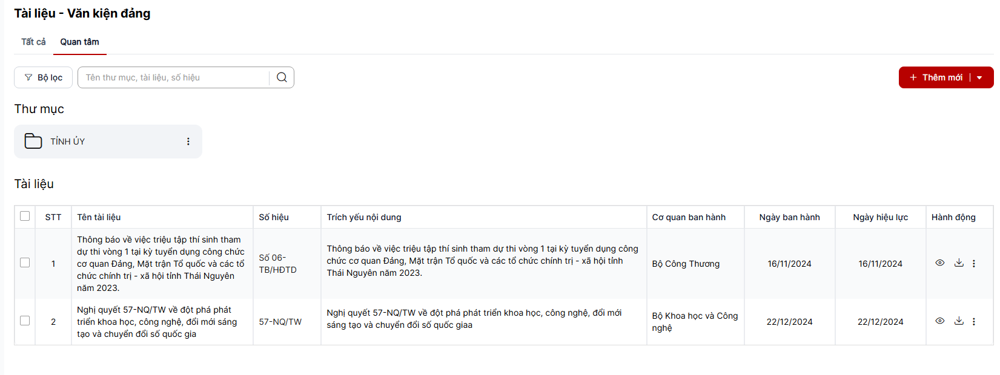 Tài liệu - Văn kiện đảng
Tất cả Quan tâm
Bộ lọc Tên thư mục, tài liệu, số hiệu Thêm mới
Thư mục
TỈNH ỦY
Tài liệu
STT Tên tài liệu Số hiệu Trích yếu nội dung Cơ quan ban hành Ngày ban hành Ngày hiệu lực Hành động
1
Thông báo về việc triệu tập thí sinh tham
dự thi vòng 1 tại kỳ tuyển dụng công chức
cơ quan Đảng, Mặt trận Tổ quốc và các tổ
chức chính trị - xã hội tỉnh Thái Nguyên
năm 2023.
Số 06-
TB/HĐTD
Thông báo về việc triệu tập thí sinh tham dự thi vòng 1 tại kỳ tuyển dụng công
chức cơ quan Đảng, Mặt trận Tổ quốc và các tổ chức chính trị - xã hội tỉnh
Thái Nguyên năm 2023.
Bộ Công Thương
16/11/2024
16/11/2024
2
Nghị quyết 57-NQ/TW về đột phá phát
triển khoa học, công nghệ, đổi mới sáng
tạo và chuyển đổi số quốc gia
57-NQ/TW
Nghị quyết 57-NQ/TW về đột phá phát triển khoa học, công nghệ, đổi mới
sáng tạo và chuyển đổi số quốc giaa
Bộ Khoa học và Công
nghệ
22/12/2024
22/12/2024